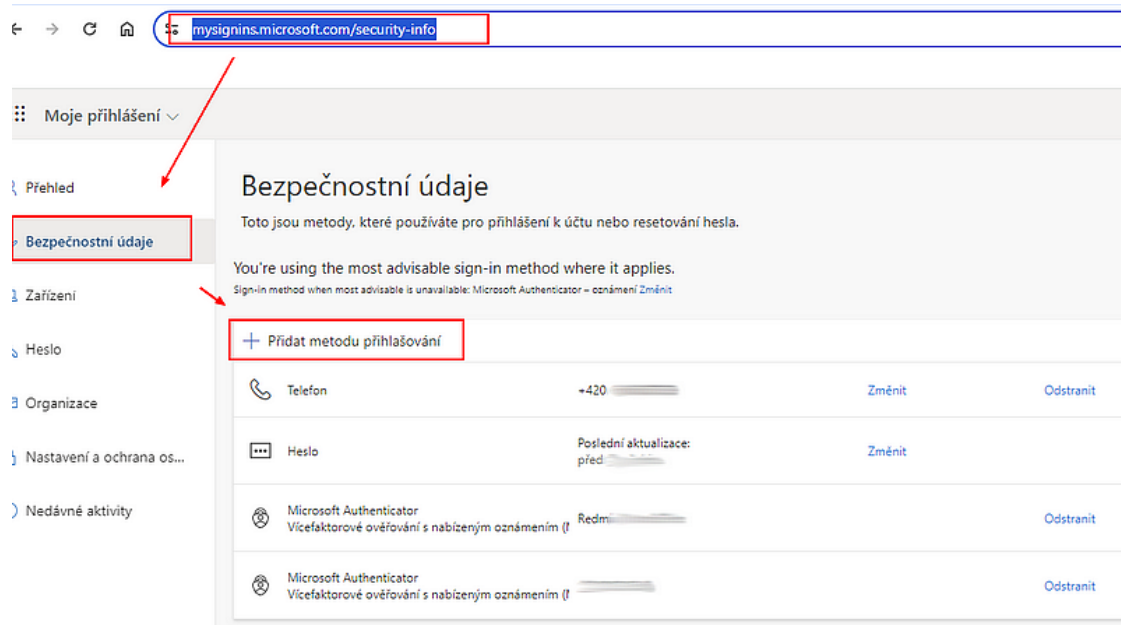 mysignins.microsoft.com/security-info
Moje přihlášení
Přehled
Bezpečnostní údaje
Zařízení
Heslo
Organizace
Nastavení a ochrana os...
Nedávné aktivity
Bezpečnostní údaje
Toto jsou metody, které používáte pro přihlášení k účtu nebo resetování hesla.
You're using the most advisable sign-in method where it applies.
Sign-in method when most advisable is unavailable: Microsoft Authenticator – oznámení Změnit
Přidat metodu přihlašování
Telefon +420 Změnit Odstranit
Heslo Poslední aktualizace: Změnit
před
Microsoft Authenticator
Vícefaktorové ověřování s nabízeným oznámením ( Redmi Odstranit
Microsoft Authenticator
Vícefaktorové ověřování s nabízeným oznámením ( Odstranit